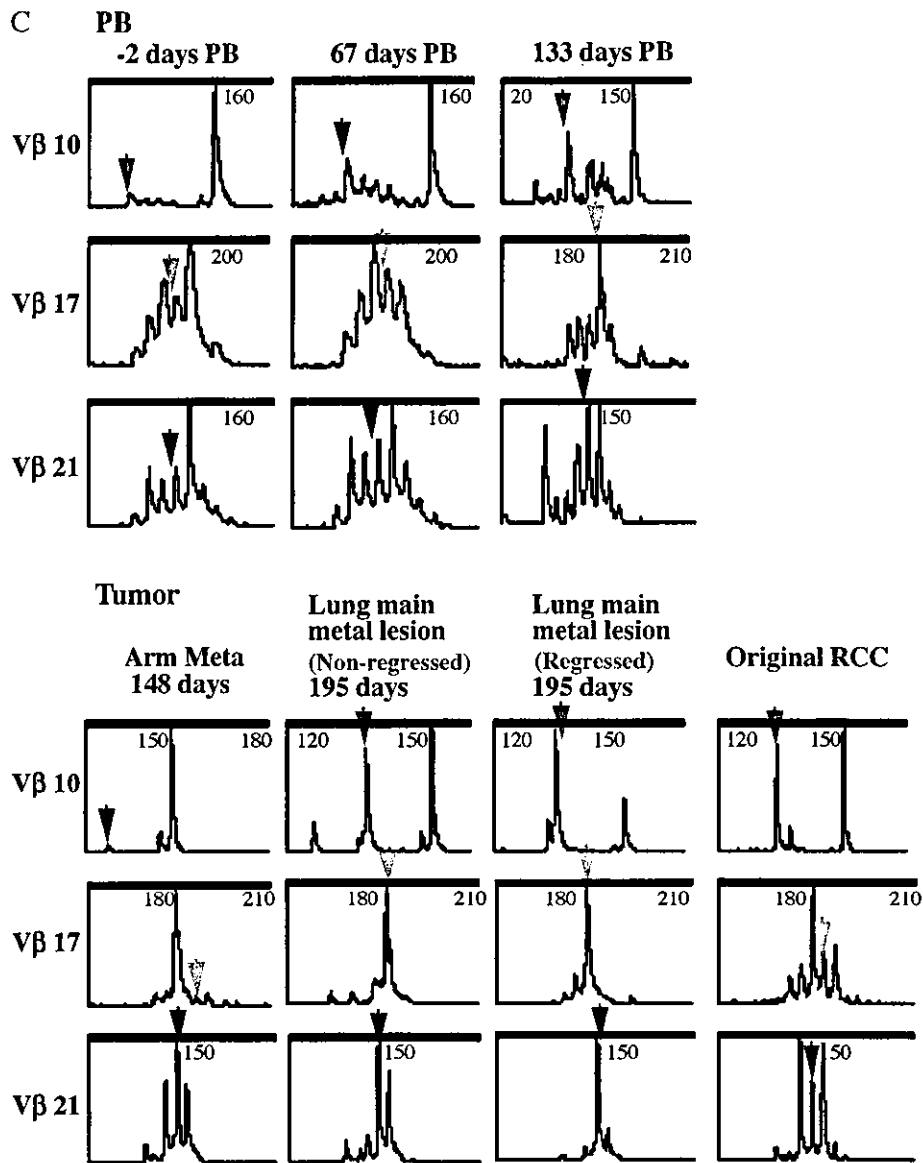 C PB
-2 days PB 67 days PB 133 days PB
Vβ 10 160 160 20 150
Vβ 17 200 200 180 210
Vβ 21 160 160 150
Tumor
Arm Meta
148 days
Lung main
metal lesion
(Non-regressed)
195 days
Lung main
metal lesion
(Regressed)
195 days
Original RCC
Vβ 10 150 180 120 150 120 150 120 150
Vβ 17 180 210 180 210 180 210 180 210
Vβ 21 150 150 150 50